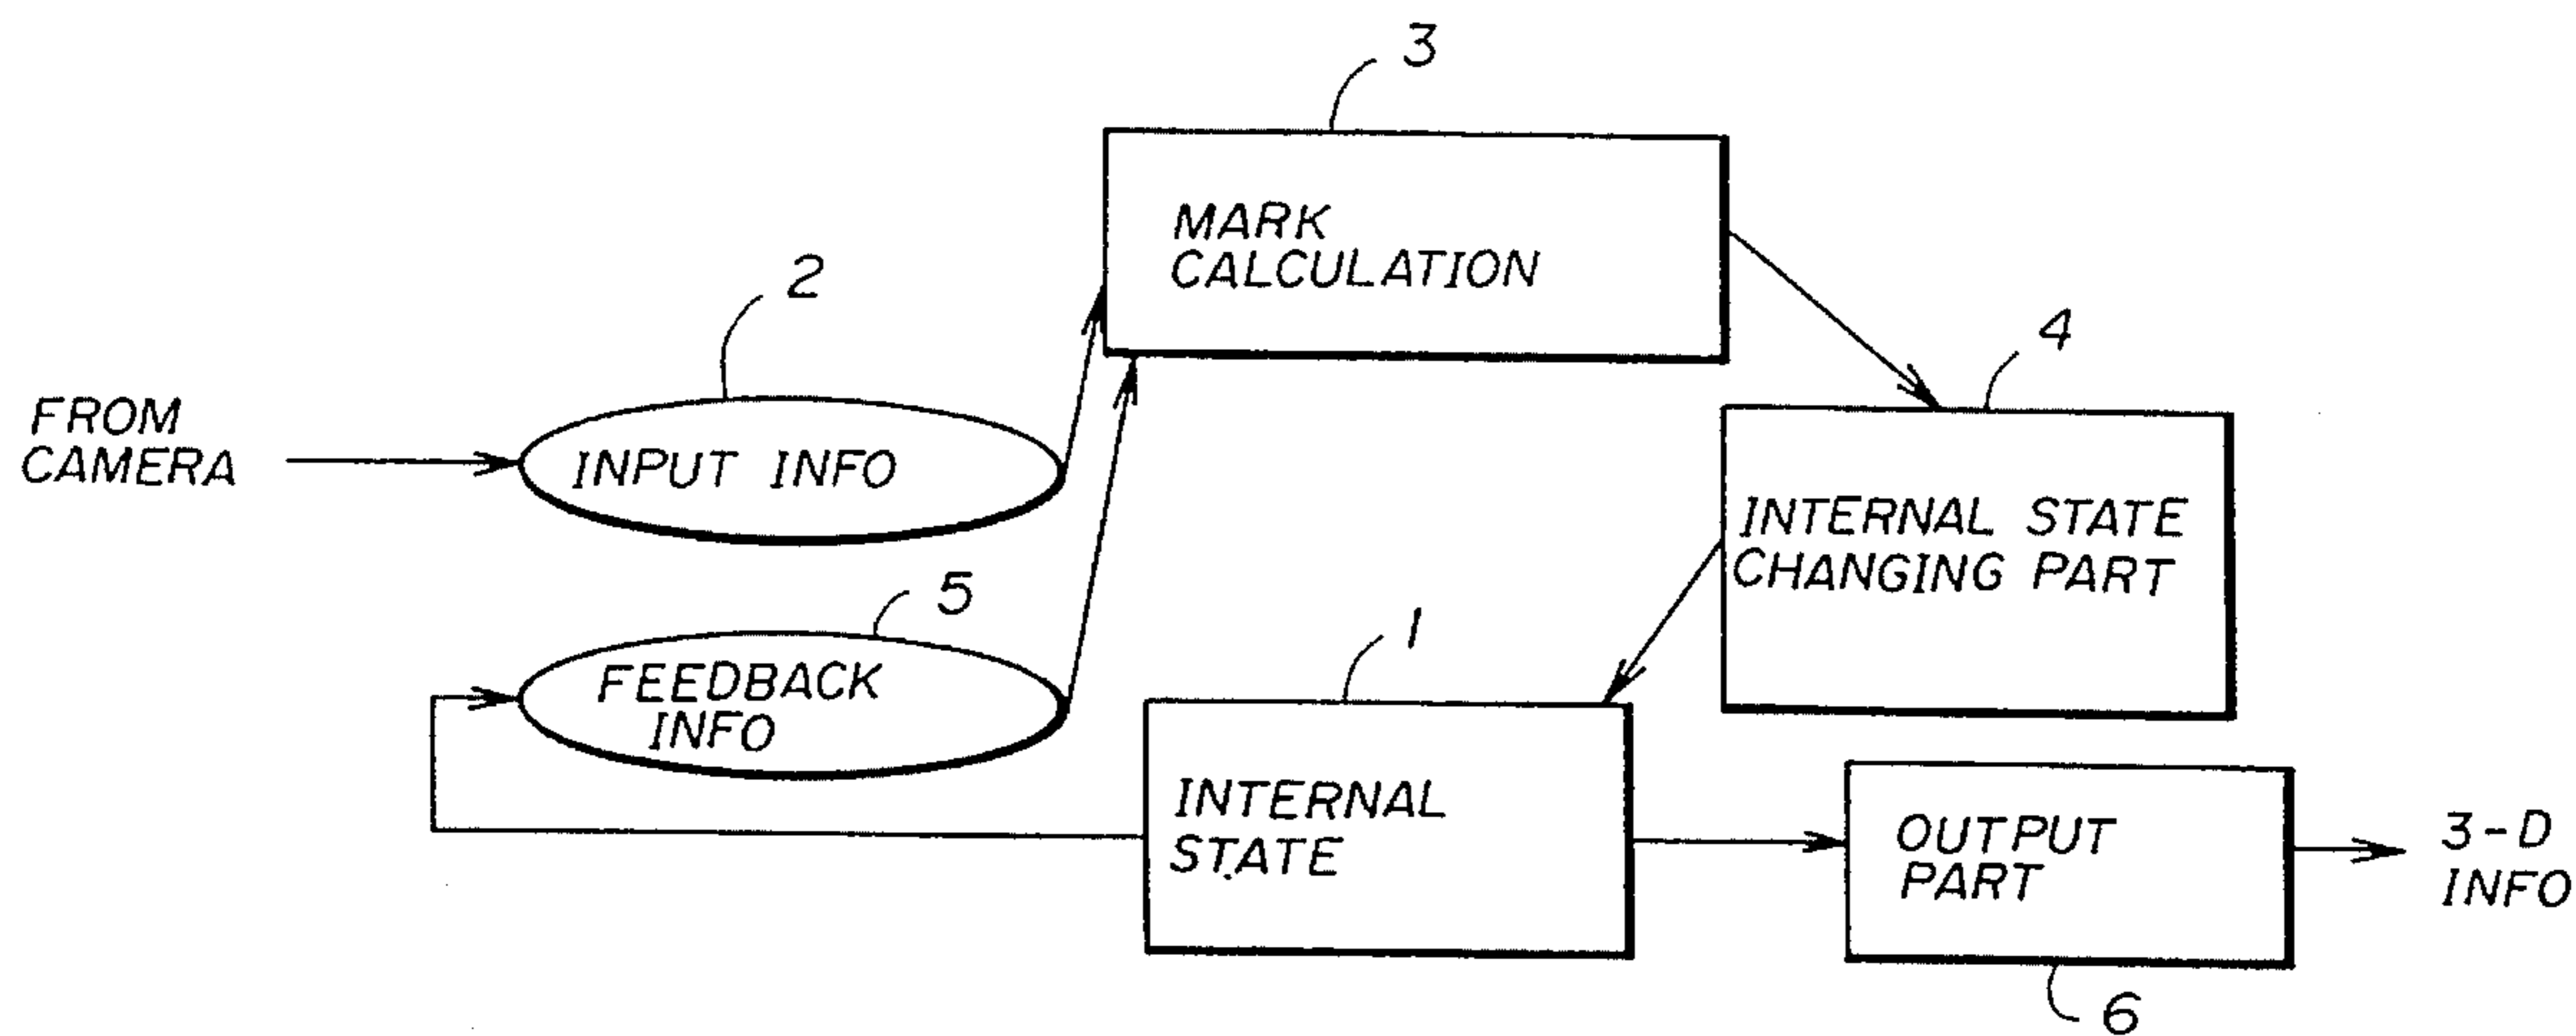 3
MARK
CALCULATION
2
4
FROM
CAMERA
INPUT INFO
INTERNAL STATE
CHANGING PART
5
FEEDBACK
INFO
1
INTERNAL
STATE
OUTPUT
PART
3-D
INFO
6